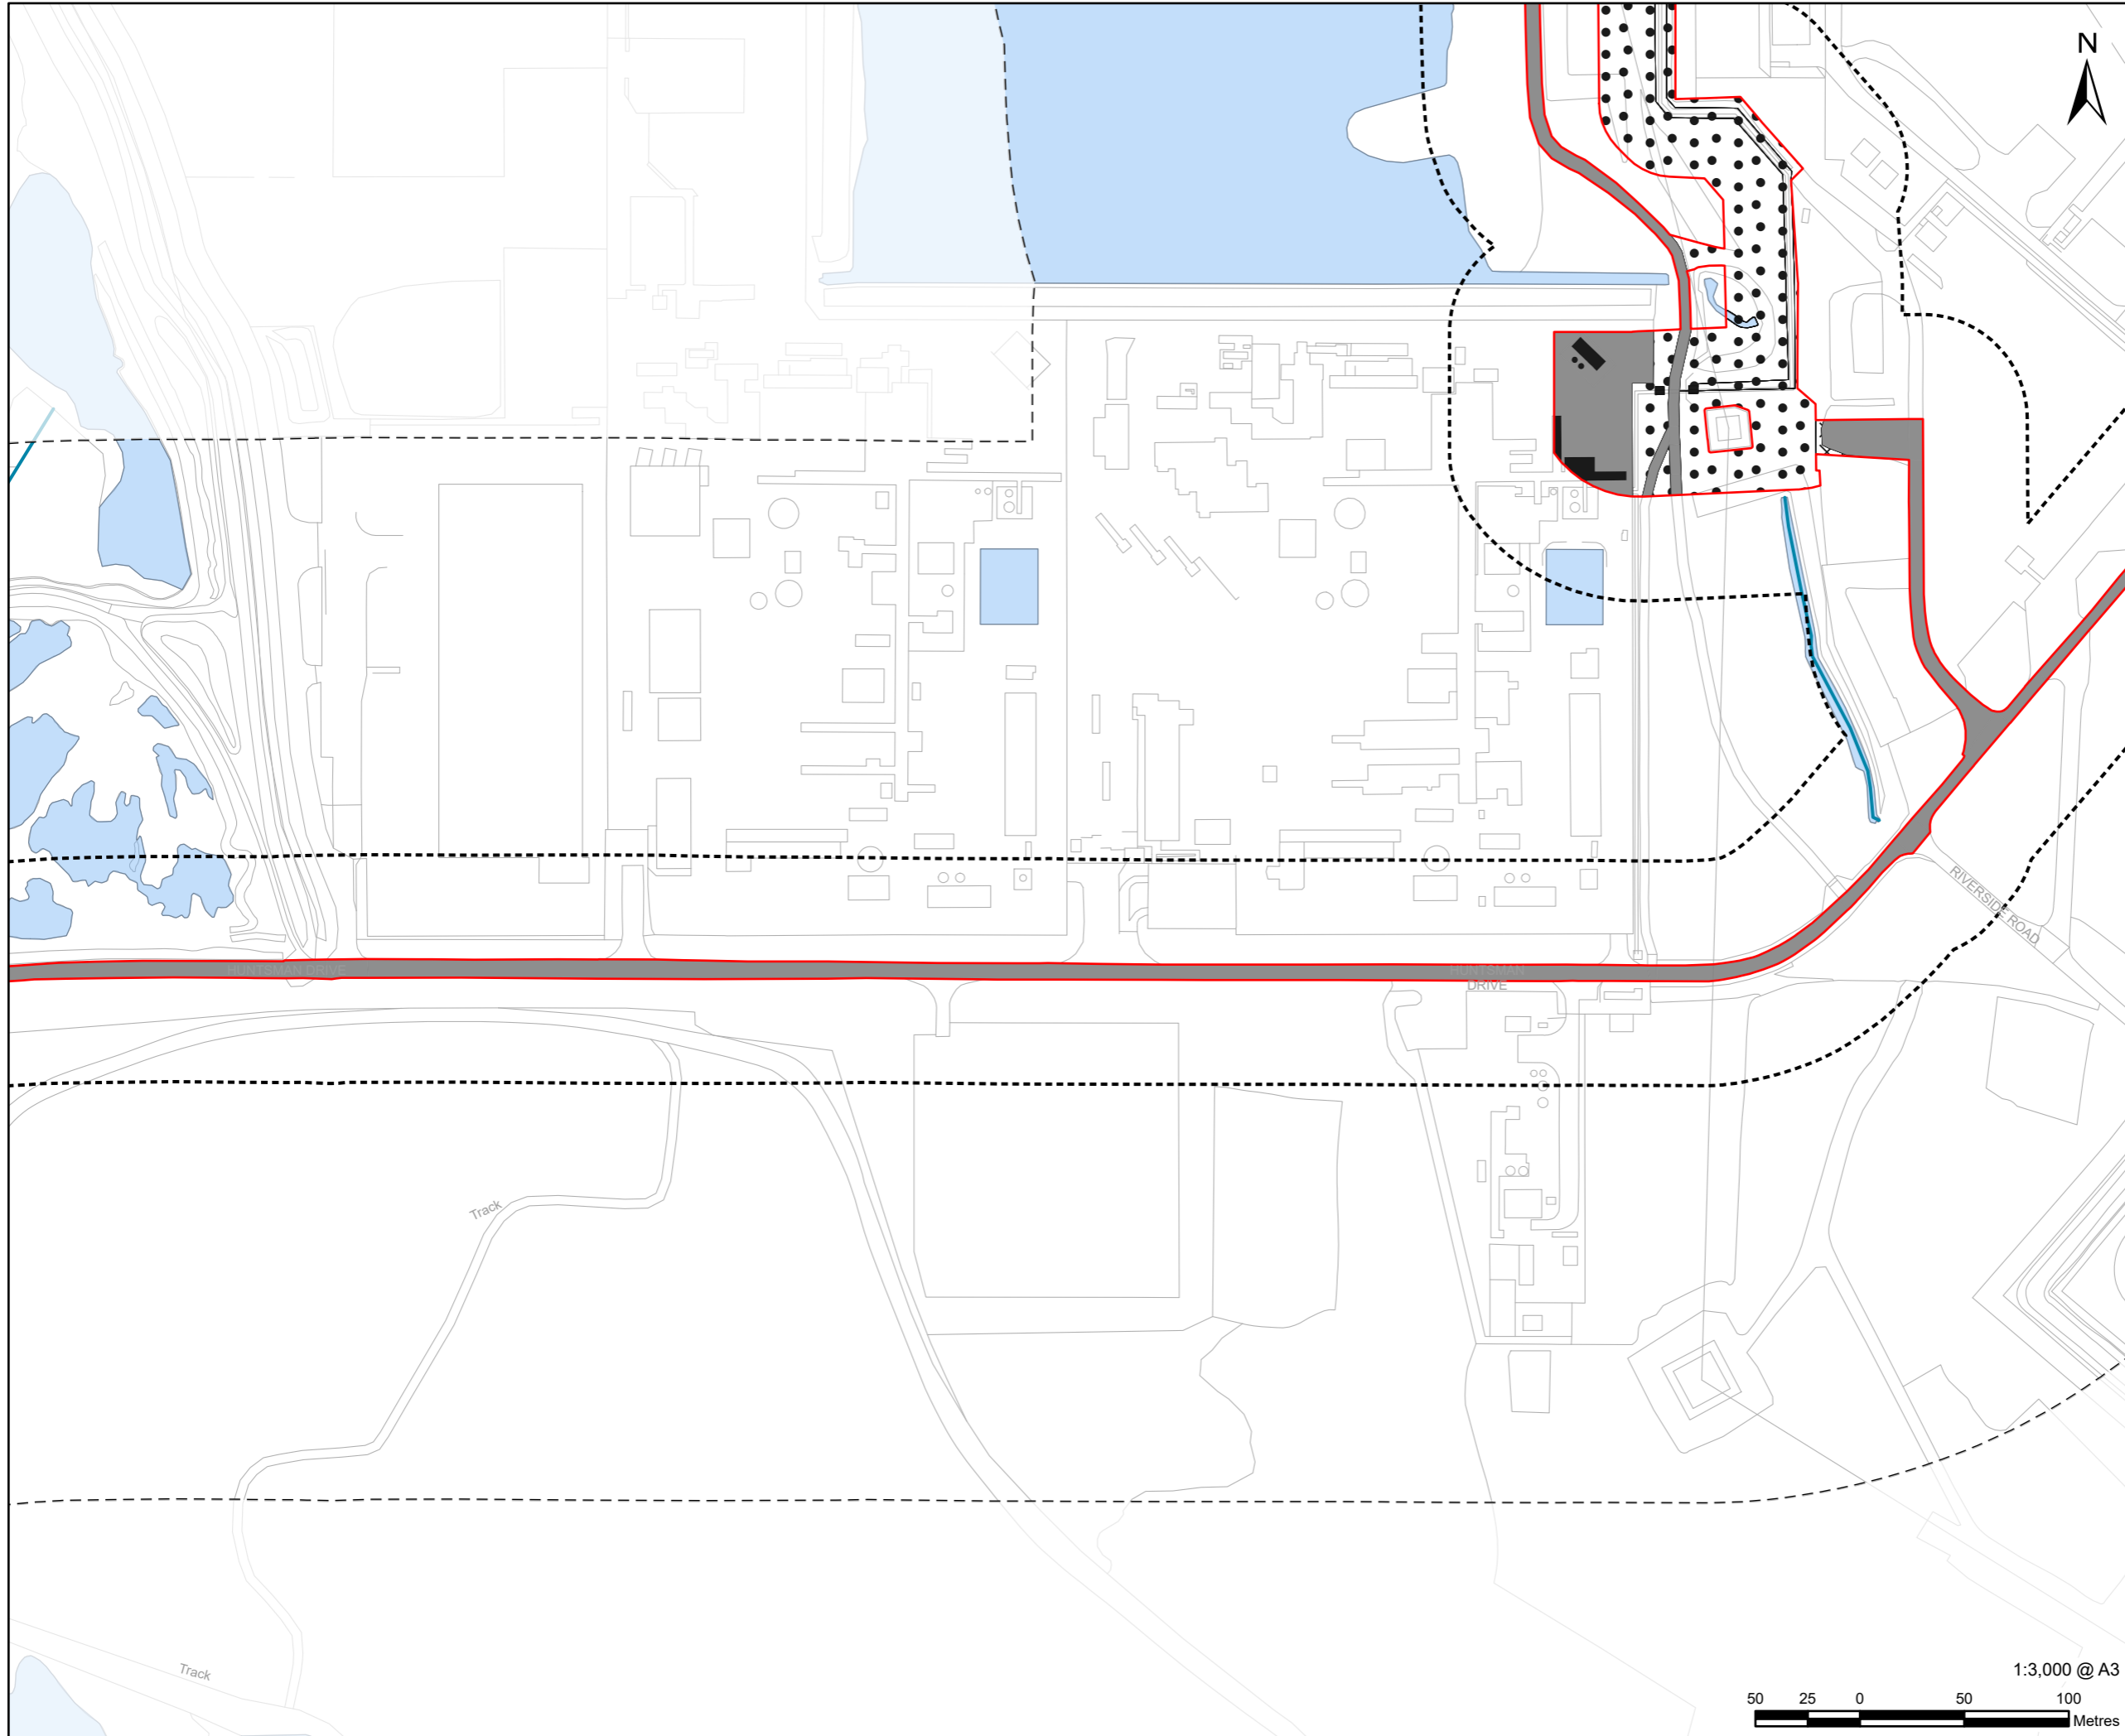 N
RIVERSIDE ROAD
HUNTSMAN DRIVE
HUNTSMAN
DRIVE
Track
Track
1:3,000 @ A3
50 25 0 50 100
Metres